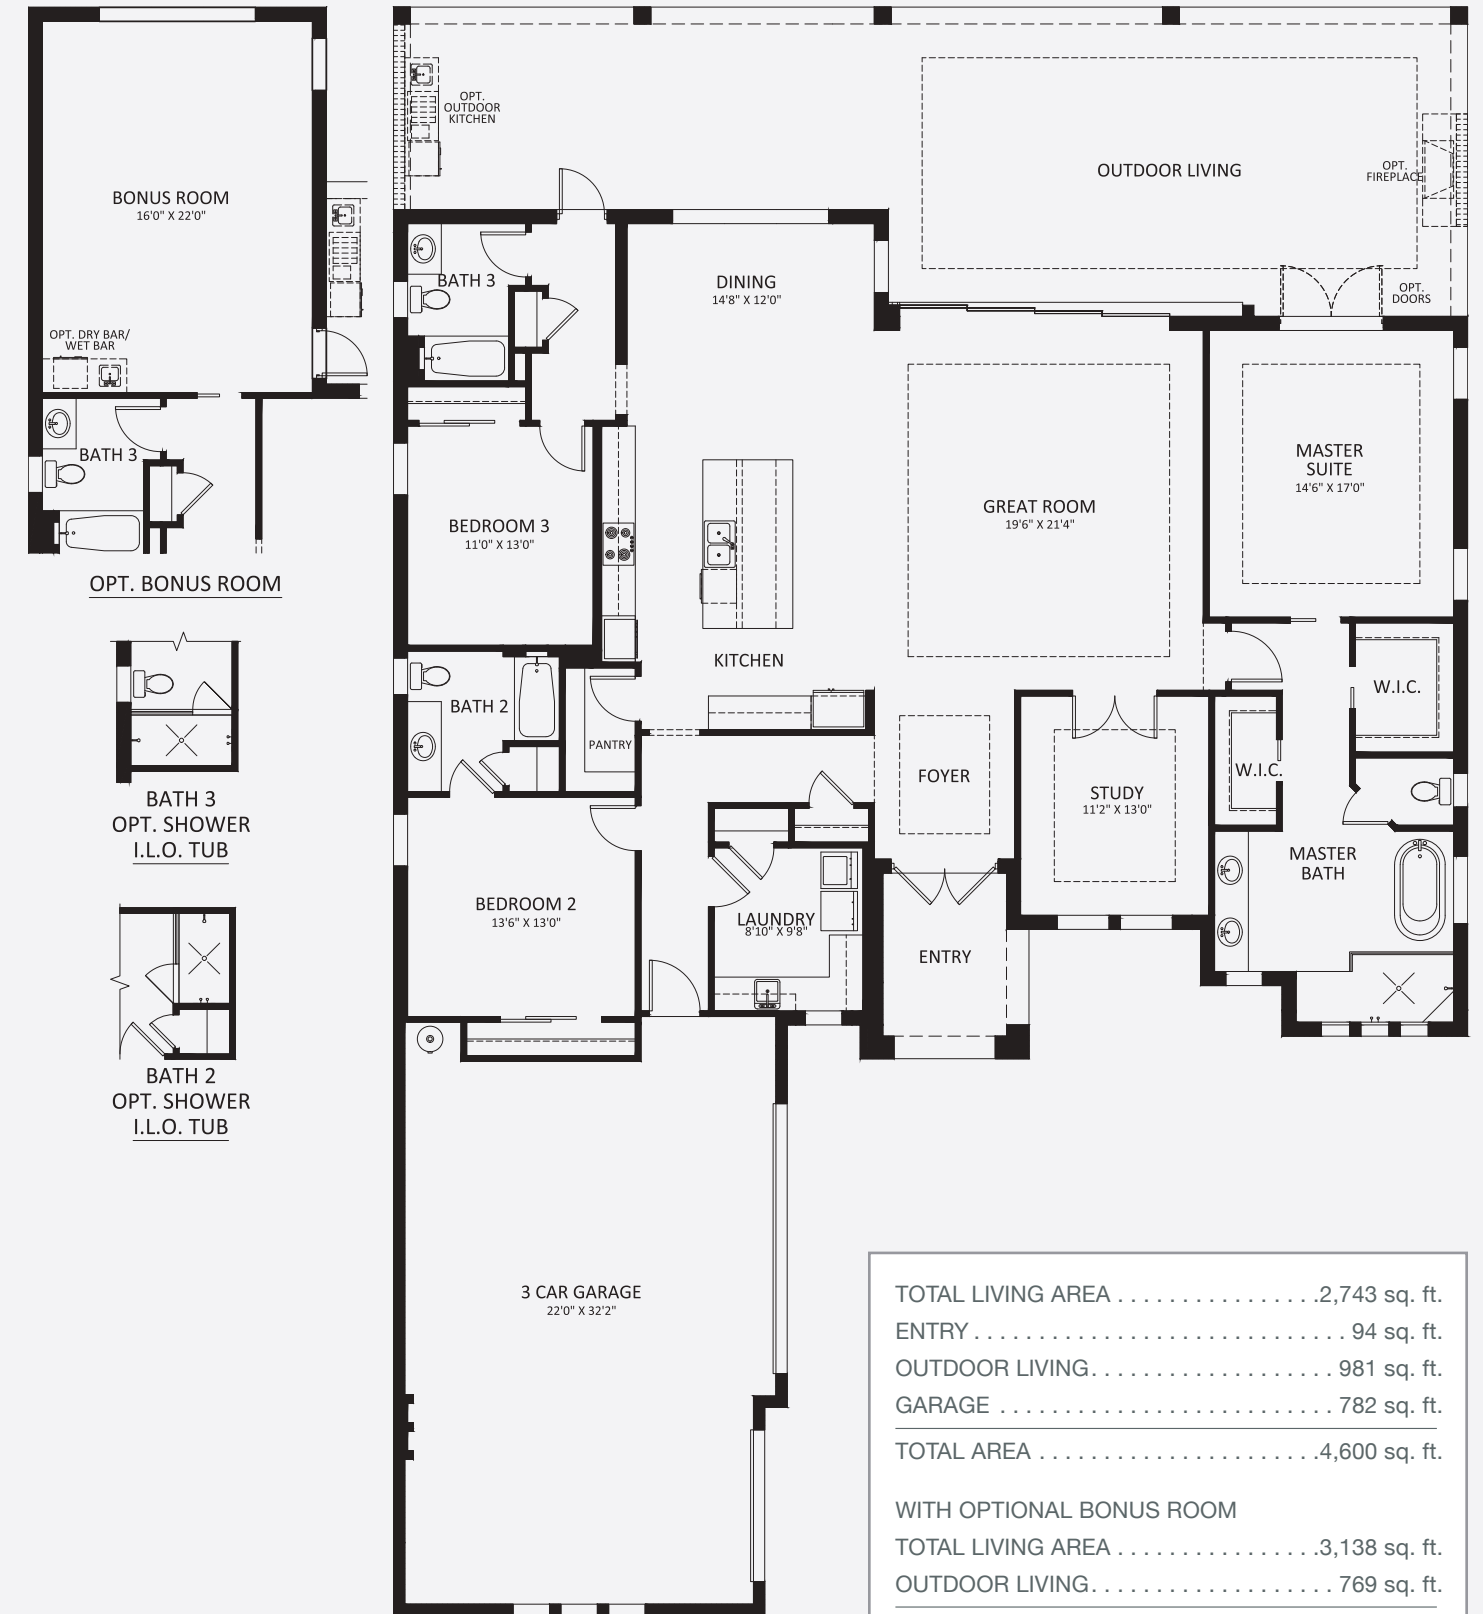 BONUS ROOM
16'0" X 22'0"
OPT. DRY BAR/
WET BAR
BATH 3
OPT. BONUS ROOM
BATH 3
OPT. SHOWER
I.L.O. TUB
BATH 2
OPT. SHOWER
I.L.O. TUB
OPT.
OUTDOOR
KITCHEN
OUTDOOR LIVING
OPT.
FIREPLACE
OPT.
DOORS
BATH 3
DINING
14'8" X 12'0"
MASTER
SUITE
14'6" X 17'0"
GREAT ROOM
19'6" X 21'4"
BEDROOM 3
11'0" X 13'0"
KITCHEN
W.I.C.
BATH 2
PANTRY
FOYER
W.I.C.
STUDY
11'2" X 13'0"
MASTER
BATH
BEDROOM 2
13'6" X 13'0"
LAUNDRY
8'10" X 9'8"
ENTRY
3 CAR GARAGE
22'0" X 32'2"
TOTAL LIVING AREA . . . . . . . . . . . . . . . .2,743 sq. ft.
ENTRY . . . . . . . . . . . . . . . . . . . . . . . . . . . . . 94 sq. ft.
OUTDOOR LIVING. . . . . . . . . . . . . . . . . . . 981 sq. ft.
GARAGE . . . . . . . . . . . . . . . . . . . . . . . . . . 782 sq. ft.
TOTAL AREA . . . . . . . . . . . . . . . . . . . . . .4,600 sq. ft.
WITH OPTIONAL BONUS ROOM
TOTAL LIVING AREA . . . . . . . . . . . . . . . .3,138 sq. ft.
OUTDOOR LIVING. . . . . . . . . . . . . . . . . . . 769 sq. ft.